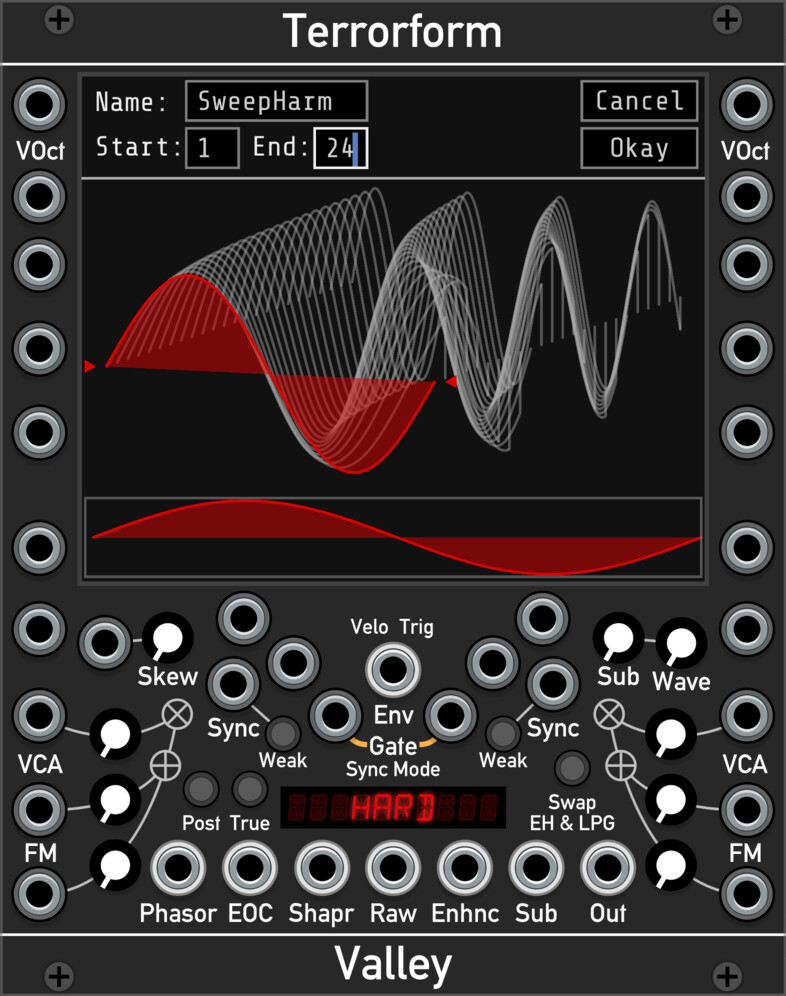 Terrorform
Name: SweepHarm Cancel
Start: 1 End: 24 Okay
VOct VOct
Velo Trig
Skew Sub Wave
Sync Env Sync
Weak Gate Weak
Sync Mode
VCA VCA
Post True HARD Swap
EH & LPG
FM FM
Phasor EOC Shapr Raw Enhnc Sub Out
Valley